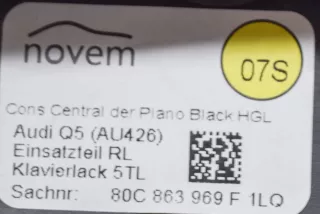 novem
07S
Cons Central der Piano Black HGL
Audi Q5 (AU426)
Einsatzteil RL
Klavierlack 5TL
Sachnr: 80C 863 969 F 1LQ